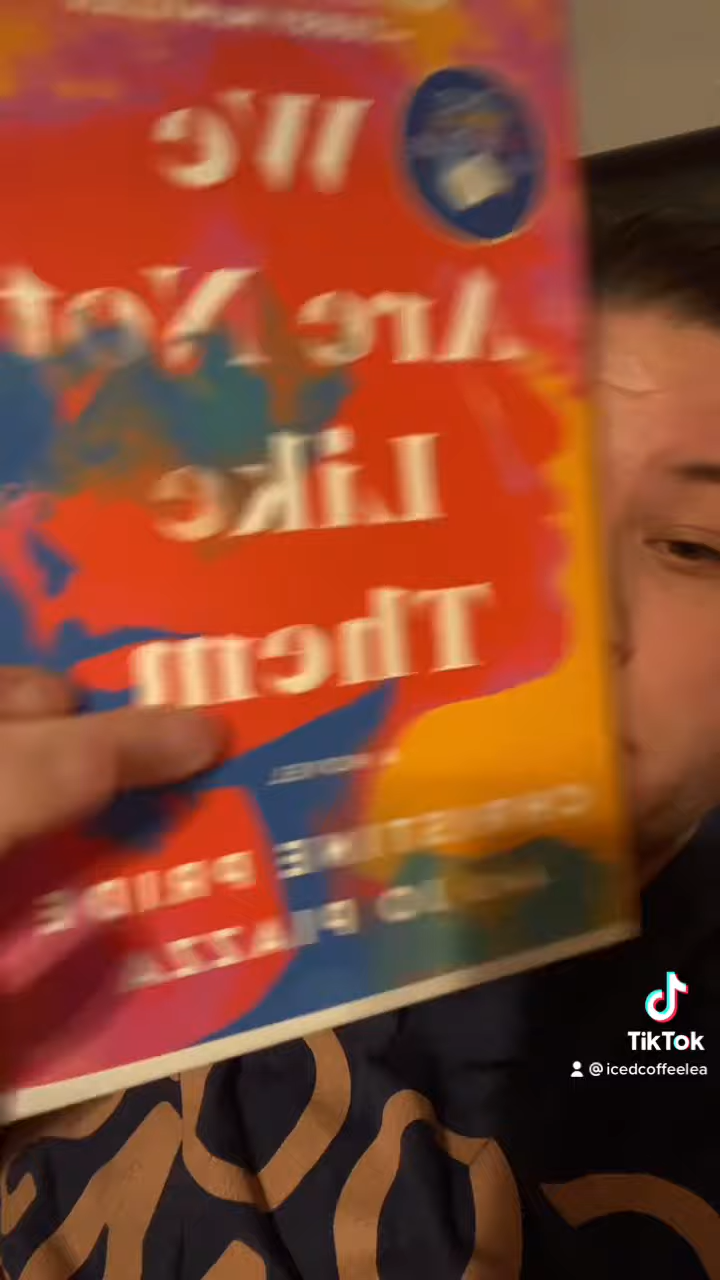 We
Are Not
Like
Them
A NOVEL
CHRISTINE PRIDE
JO PIAZZA
TikTok
@icedcoffeelea